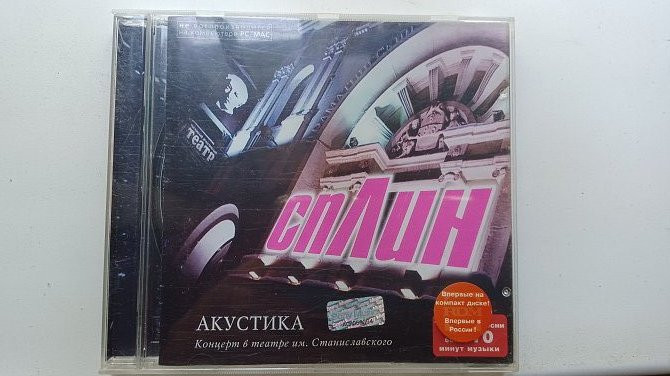 не воспроизводится
на компьютерах PC, MAC
театр
сплин
АКУСТИКА
Концерт в театре им. Станиславского
Впервые на
компакт диске!
Впервые в
России!
0
минут музыки